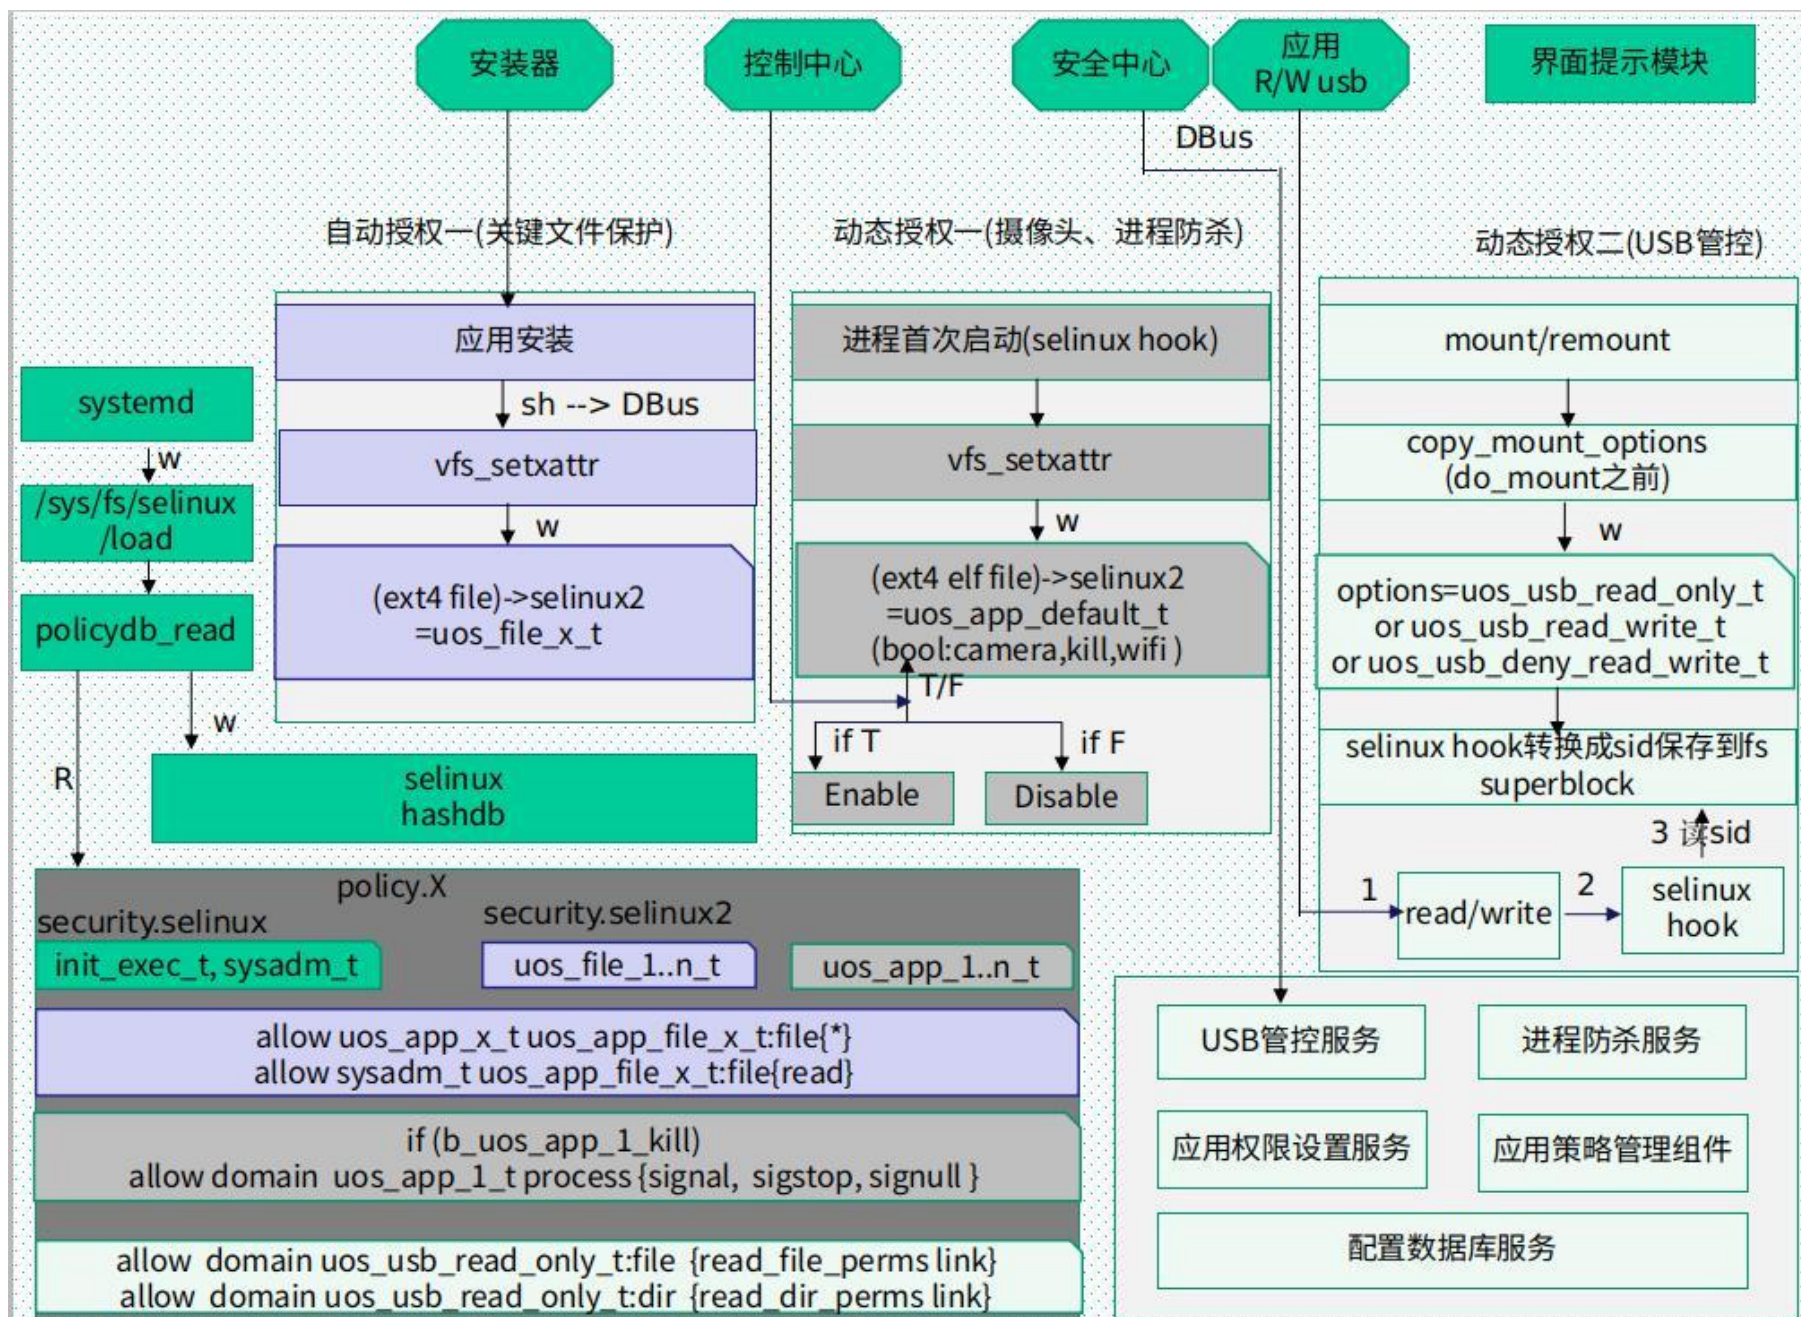 安装器
控制中心
安全中心
应用
R/W usb
界面提示模块
DBus
自动授权一(关键文件保护)
动态授权一(摄像头、进程防杀)
动态授权二(USB管控)
systemd
w
/sys/fs/selinux
/load
policydb_read
R
w
selinux
hashdb
应用安装
sh --> DBus
vfs_setxattr
w
(ext4 file)->selinux2
=uos_file_x_t
进程首次启动(selinux hook)
vfs_setxattr
w
(ext4 elf file)->selinux2
=uos_app_default_t
(bool:camera,kill,wifi )
T/F
if T
if F
Enable
Disable
mount/remount
copy_mount_options
(do_mount之前)
w
options=uos_usb_read_only_t
or uos_usb_read_write_t
or uos_usb_deny_read_write_t
selinux hook转换成sid保存到fs
superblock
3 读sid
1
read/write
2
selinux
hook
policy.X
security.selinux
security.selinux2
init_exec_t, sysadm_t
uos_file_1..n_t
uos_app_1..n_t
allow uos_app_x_t uos_app_file_x_t:file{*}
allow sysadm_t uos_app_file_x_t:file{read}
if (b_uos_app_1_kill)
allow domain uos_app_1_t process {signal, sigstop, signull }
allow domain uos_usb_read_only_t:file {read_file_perms link}
allow domain uos_usb_read_only_t:dir {read_dir_perms link}
USB管控服务
进程防杀服务
应用权限设置服务
应用策略管理组件
配置数据库服务